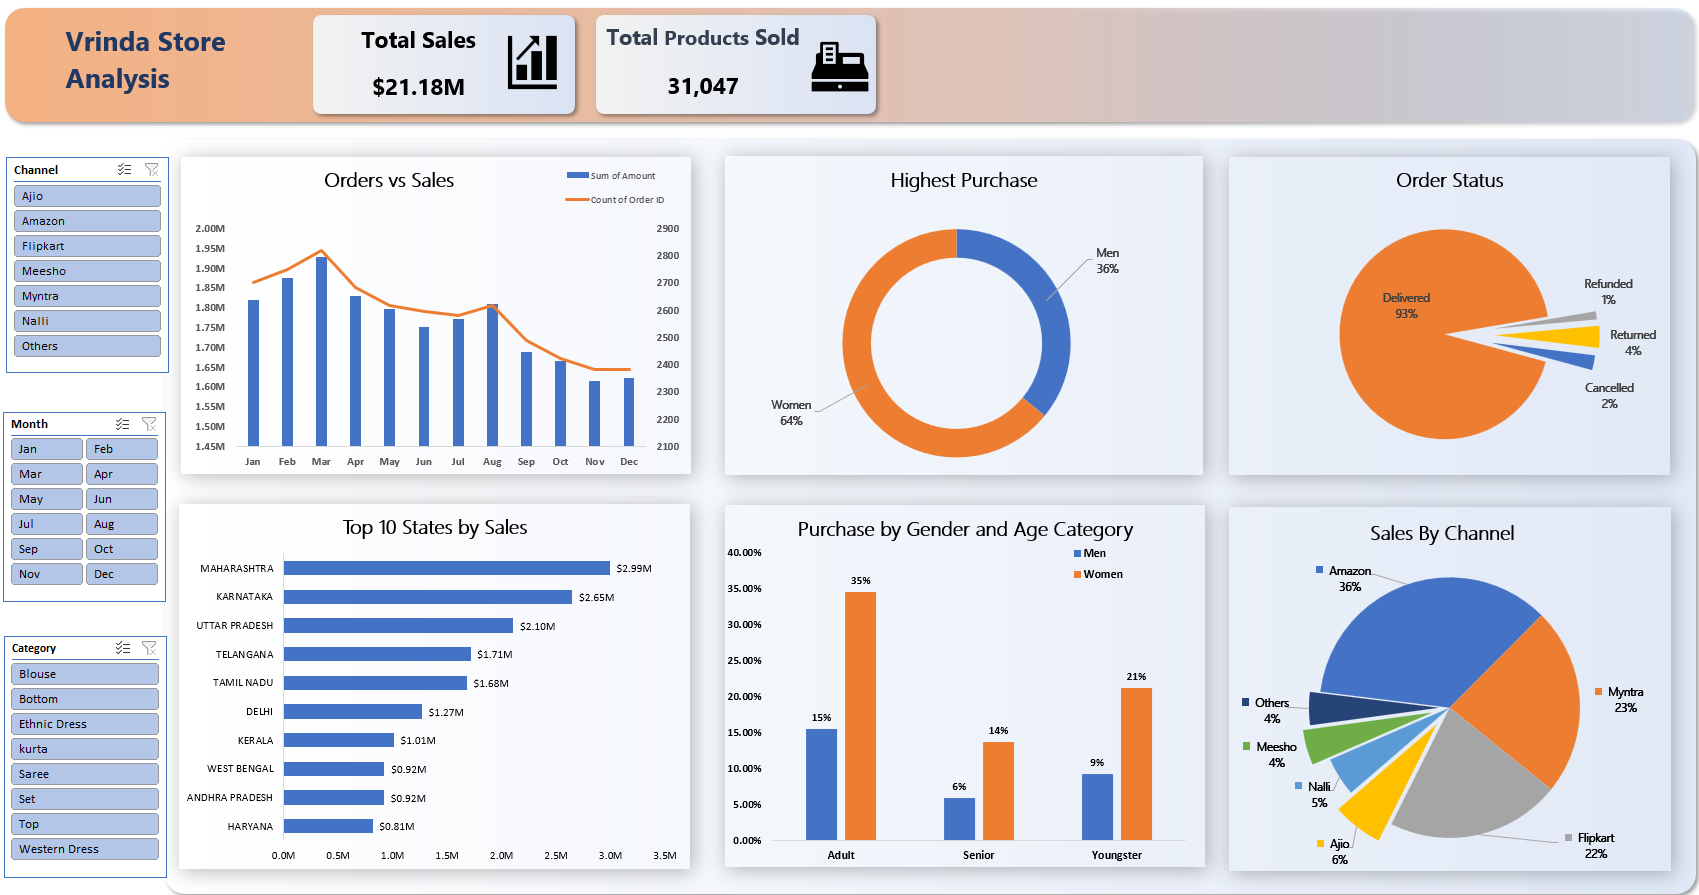 Vrinda Store
Analysis
Total Sales
$21.18M
Total Products Sold
31,047
Channel
Ajio
Amazon
Flipkart
Meesho
Myntra
Nalli
Others
Month
Jan Feb
Mar Apr
May Jun
Jul Aug
Sep Oct
Nov Dec
Category
Blouse
Bottom
Ethnic Dress
kurta
Saree
Set
Top
Western Dress
Orders vs Sales
Sum of Amount
Count of Order ID
2.00M 2900
1.95M
1.90M 2800
1.85M 2700
1.80M 2600
1.75M
1.70M 2500
1.65M 2400
1.60M
1.55M 2300
1.50M 2200
1.45M 2100
Jan Feb Mar Apr May Jun Jul Aug Sep Oct Nov Dec
Highest Purchase
Men
36%
Women
64%
Order Status
Delivered
93%
Refunded
1%
Returned
4%
Cancelled
2%
Top 10 States by Sales
MAHARASHTRA $2.99M
KARNATAKA $2.65M
UTTAR PRADESH $2.10M
TELANGANA $1.71M
TAMIL NADU $1.68M
DELHI $1.27M
KERALA $1.01M
WEST BENGAL $0.92M
ANDHRA PRADESH $0.92M
HARYANA $0.81M
0.0M 0.5M 1.0M 1.5M 2.0M 2.5M 3.0M 3.5M
Purchase by Gender and Age Category
Men
Women
40.00%
35.00%
30.00%
25.00%
20.00%
15.00%
10.00%
5.00%
0.00%
15% 35%
6% 14%
9% 21%
Adult Senior Youngster
Sales By Channel
Amazon
36%
Myntra
23%
Others
4%
Meesho
4%
Nalli
5%
Ajio
6%
Flipkart
22%